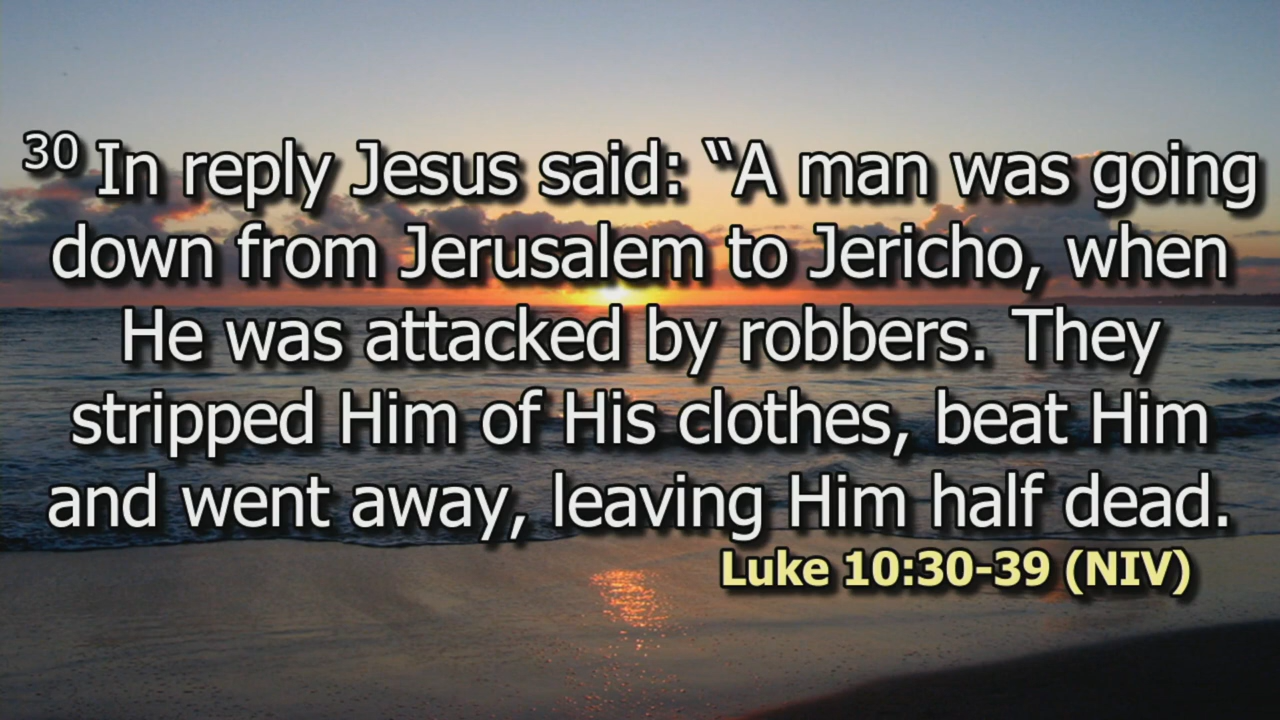 30 In reply Jesus said: “A man was going
down from Jerusalem to Jericho, when
He was attacked by robbers. They
stripped Him of His clothes, beat Him
and went away, leaving Him half dead.
Luke 10:30-39 (NIV)